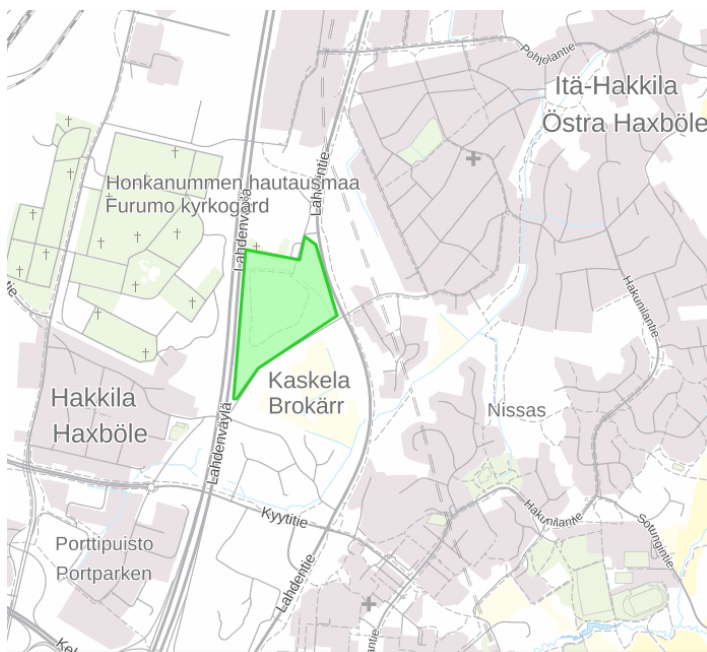 Pohjolantie
Itä-Hakkila
Östra Haxböle
Lahdentie
Honkanummen hautausmaa
Furumo kyrkogård
Lahdenväylä
Hakunilantie
Kaskela
Brokärr
Hakkila
Haxböle
Nissas
Lahdenväylä
Kyytitie
Hakunilantie
Sotungintie
Porttipuisto
Portparken
Lahdentie